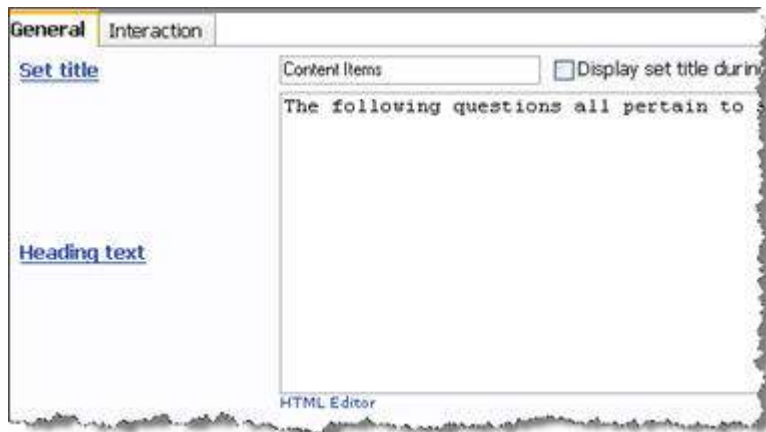 General Interaction
Set title Content Items Display set title
The following questions all pertain to
Heading text
HTML Editor